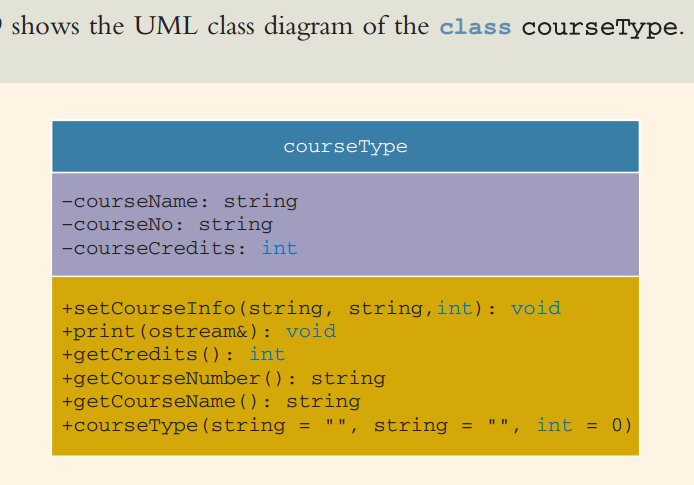 shows the UML class diagram of the class courseType.
courseType
-courseName: string
-courseNo: string
-courseCredits: int
+setCourseInfo(string, string,int): void
+print(ostream&): void
+getCredits(): int
+getCourseNumber(): string
+getCourseName(): string
+courseType(string = "", string = "", int = 0)